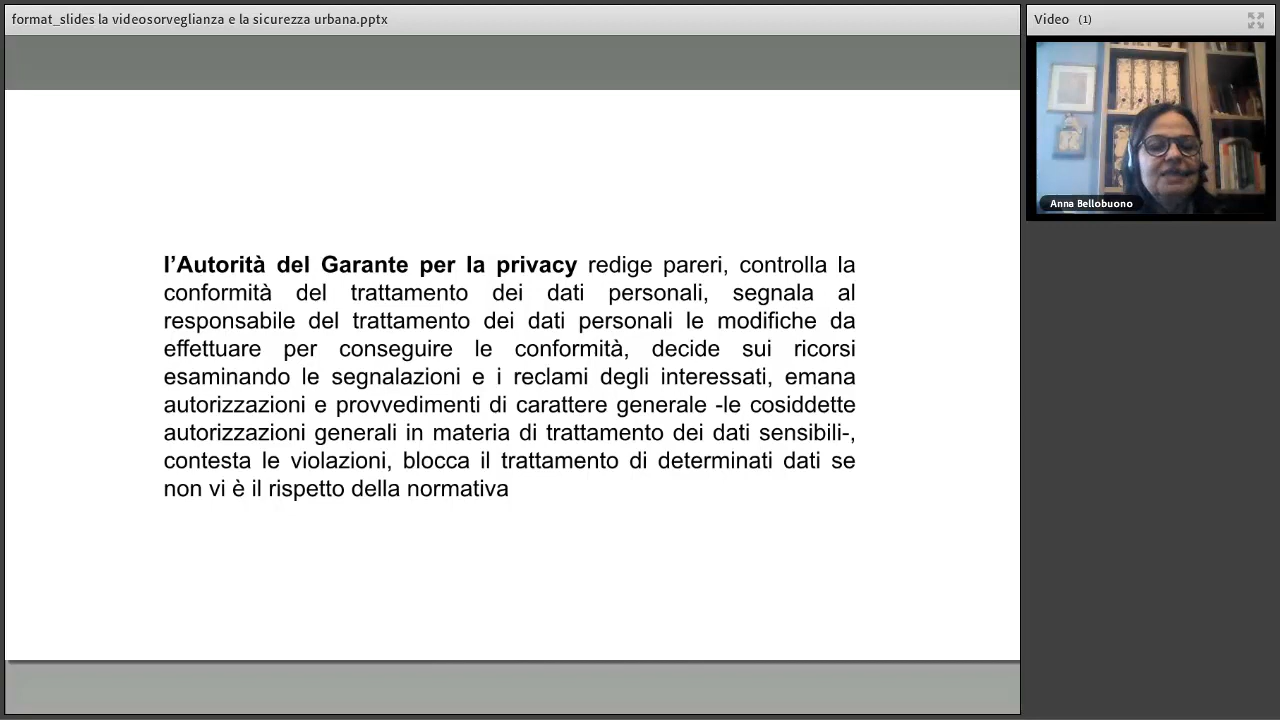 format_slides la videosorveglianza e la sicurezza urbana.pptx
Video (1)
Anna Bellobuono
l’Autorità del Garante per la privacy redige pareri, controlla la
conformità del trattamento dei dati personali, segnala al
responsabile del trattamento dei dati personali le modifiche da
effettuare per conseguire le conformità, decide sui ricorsi
esaminando le segnalazioni e i reclami degli interessati, emana
autorizzazioni e provvedimenti di carattere generale -le cosiddette
autorizzazioni generali in materia di trattamento dei dati sensibili-,
contesta le violazioni, blocca il trattamento di determinati dati se
non vi è il rispetto della normativa